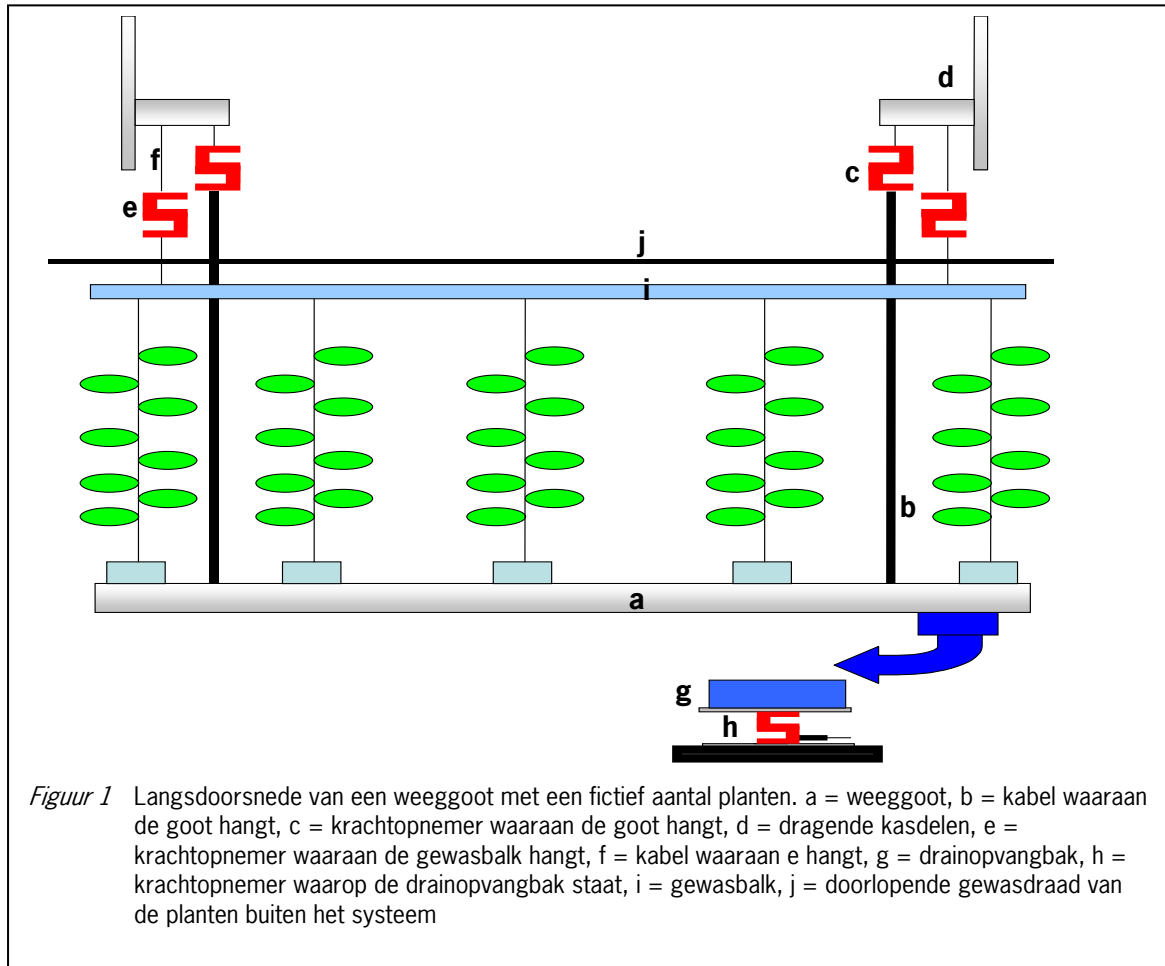 d
f
c
e
j
i
b
a
g
h
Figuur 1 Langsdoorsnede van een weeggoot met een fictief aantal planten. a = weeggoot, b = kabel waaraan
de goot hangt, c = krachtopnemer waaraan de goot hangt, d = dragende kasdelen, e =
krachtopnemer waaraan de gewasbalk hangt, f = kabel waaraan e hangt, g = drainopvangbak, h =
krachtopnemer waarop de drainopvangbak staat, i = gewasbalk, j = doorlopende gewasdraad van
de planten buiten het systeem